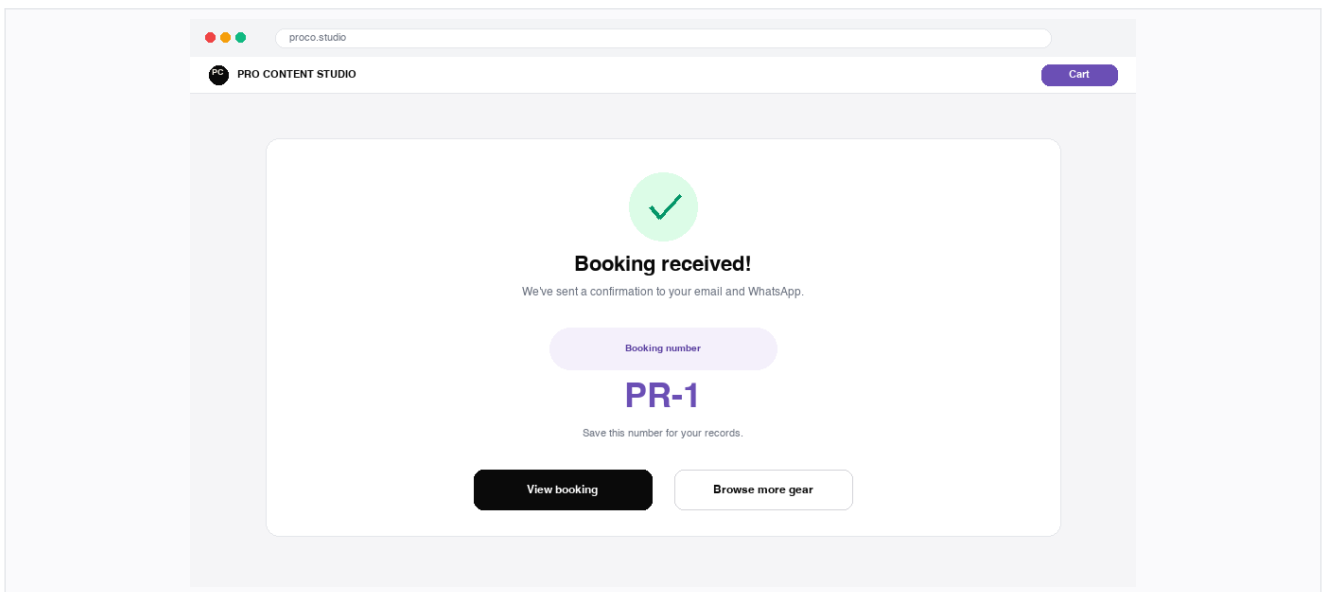 proco.studio
PC PRO CONTENT STUDIO
Cart
Booking received!
We've sent a confirmation to your email and WhatsApp.
Booking number
PR-1
Save this number for your records.
View booking
Browse more gear